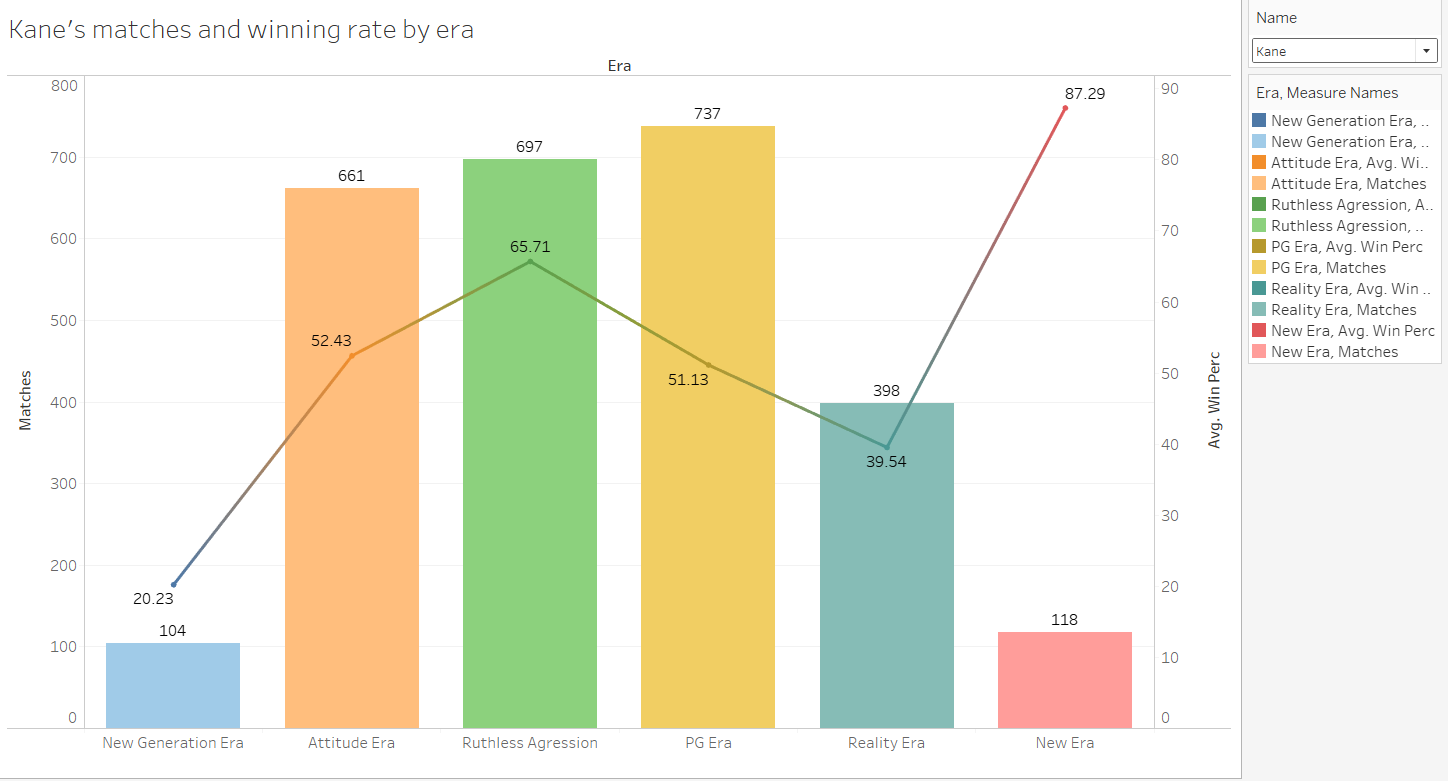 Kane's matches and winning rate by era
Era
800
700
600
500
400
300
200
100
0
Matches
104
661
697
737
398
118
20.23
52.43
65.71
51.13
39.54
87.29
90
80
70
60
50
40
30
20
10
0
Avg. Win Perc
New Generation Era
Attitude Era
Ruthless Agression
PG Era
Reality Era
New Era
Name
Kane
Era, Measure Names
New Generation Era, ..
New Generation Era, ..
Attitude Era, Avg. Wi..
Attitude Era, Matches
Ruthless Agression, A..
Ruthless Agression, ..
PG Era, Avg. Win Perc
PG Era, Matches
Reality Era, Avg. Win ..
Reality Era, Matches
New Era, Avg. Win Perc
New Era, Matches